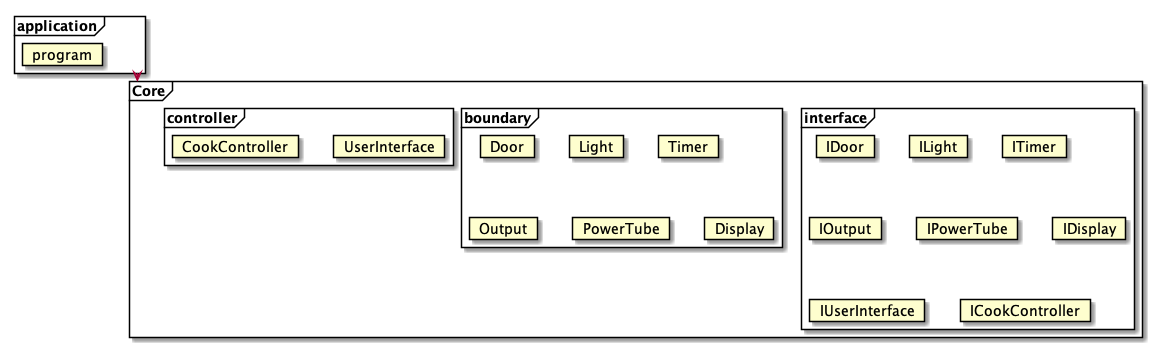 application
program
Core
controller
CookController
UserInterface
boundary
Door
Light
Timer
Output
PowerTube
Display
interface
IDoor
ILight
ITimer
IOutput
IPowerTube
IDisplay
IUserInterface
ICookController